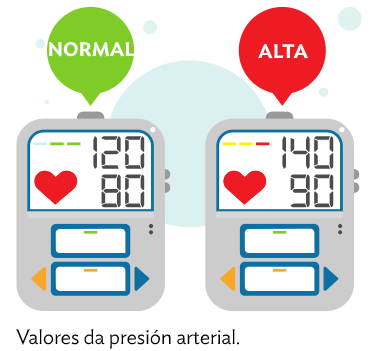 NORMAL
ALTA
120
80
140
90
Valores da presión arterial.